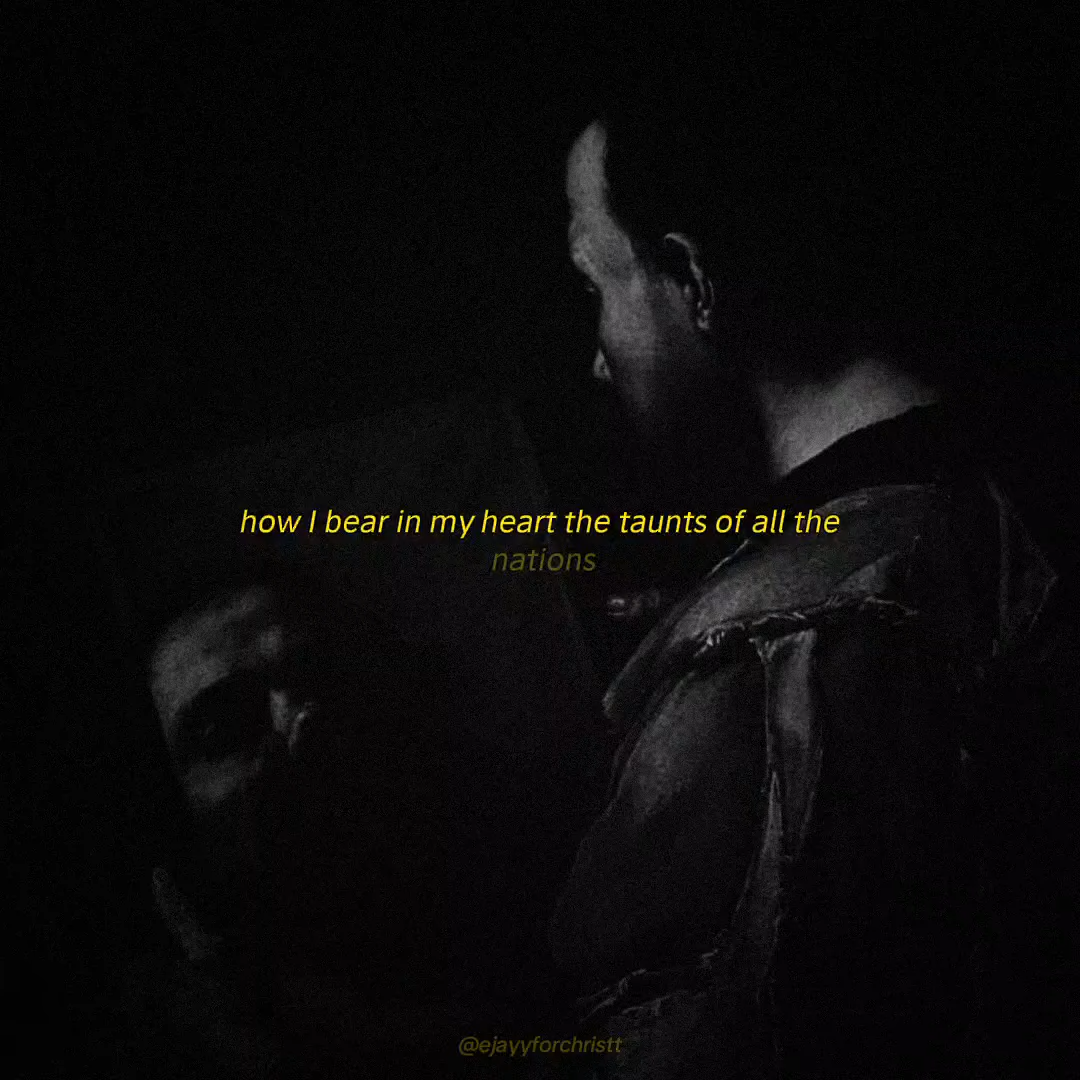 how I bear in my heart the taunts of all the
nations
@ejayyforchristt